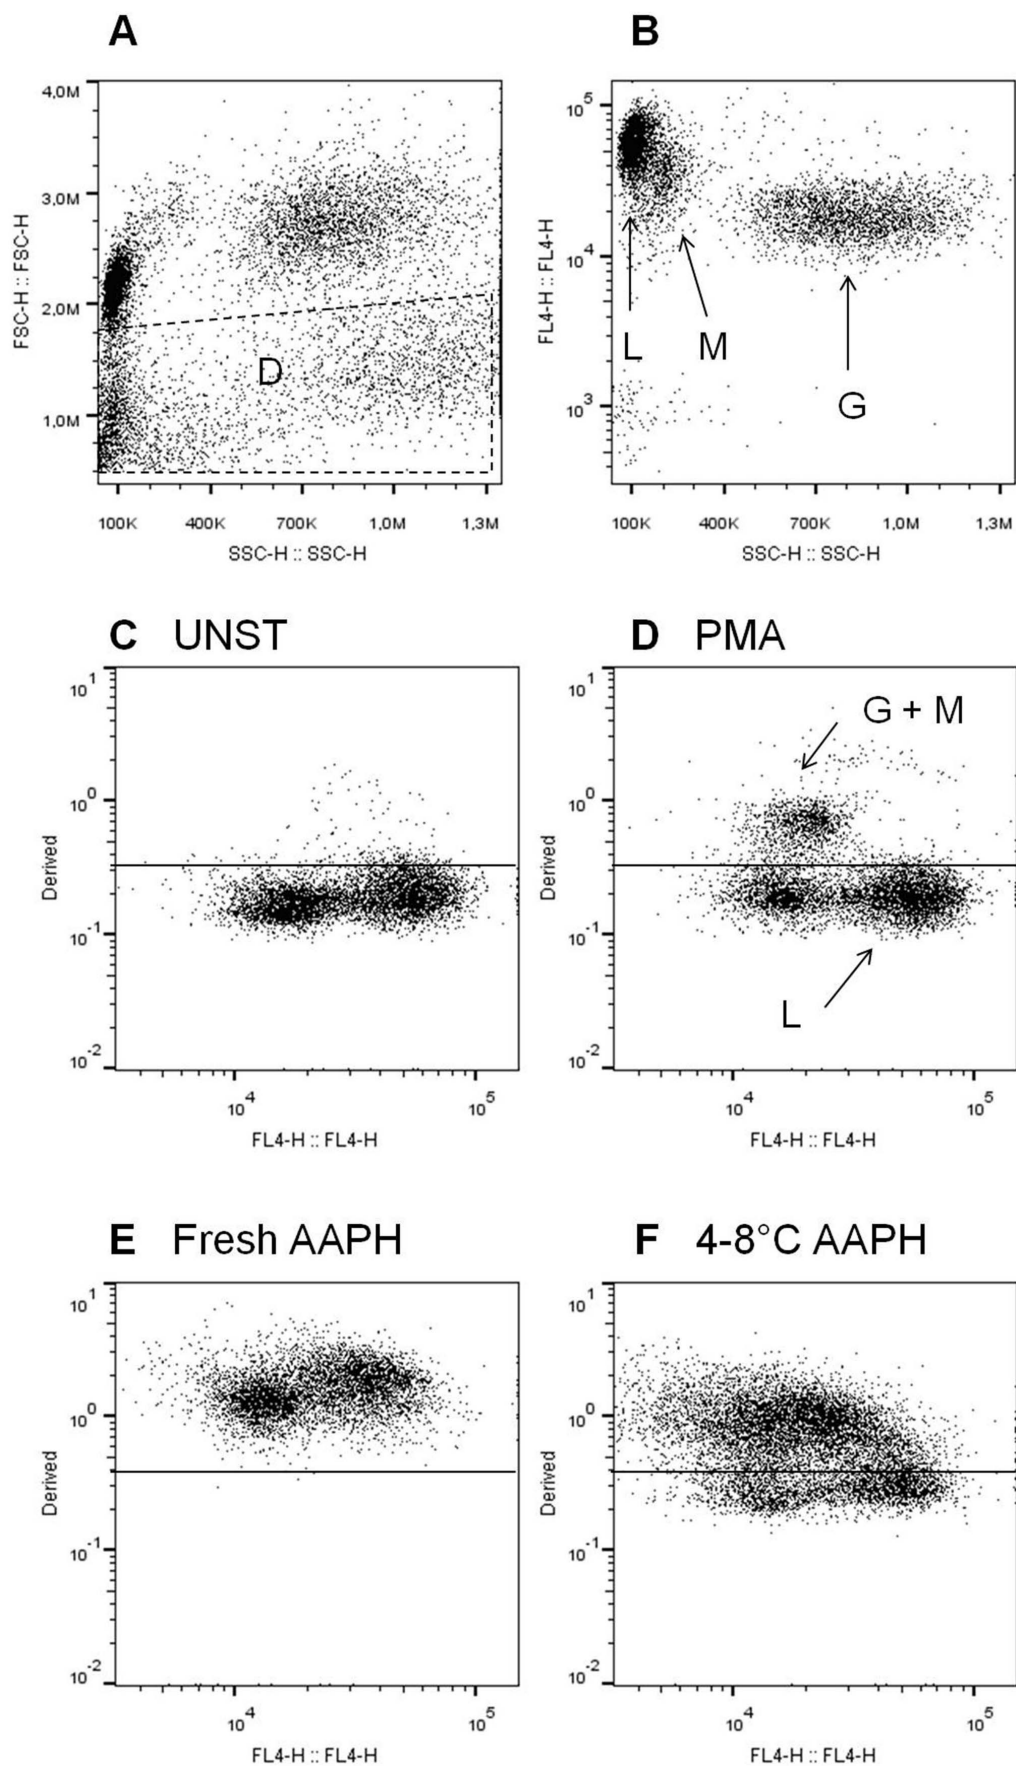 A
B
4,0M
3,0M
2,0M
1,0M
FSC-H :: FSC-H
D
100K 400K 700K 1,0M 1,3M
SSC-H :: SSC-H
10^5
10^4
10^3
FL4-H :: FL4-H
L
M
G
100K 400K 700K 1,0M 1,3M
SSC-H :: SSC-H
C UNST
10^1
10^0
10^-1
10^-2
Derived
10^4 10^5
FL4-H :: FL4-H
D PMA
10^1
10^0
10^-1
10^-2
Derived
G + M
L
10^4 10^5
FL4-H :: FL4-H
E Fresh AAPH
10^1
10^0
10^-1
10^-2
Derived
10^4 10^5
FL4-H :: FL4-H
F 4-8°C AAPH
10^1
10^0
10^-1
10^-2
Derived
10^4 10^5
FL4-H :: FL4-H